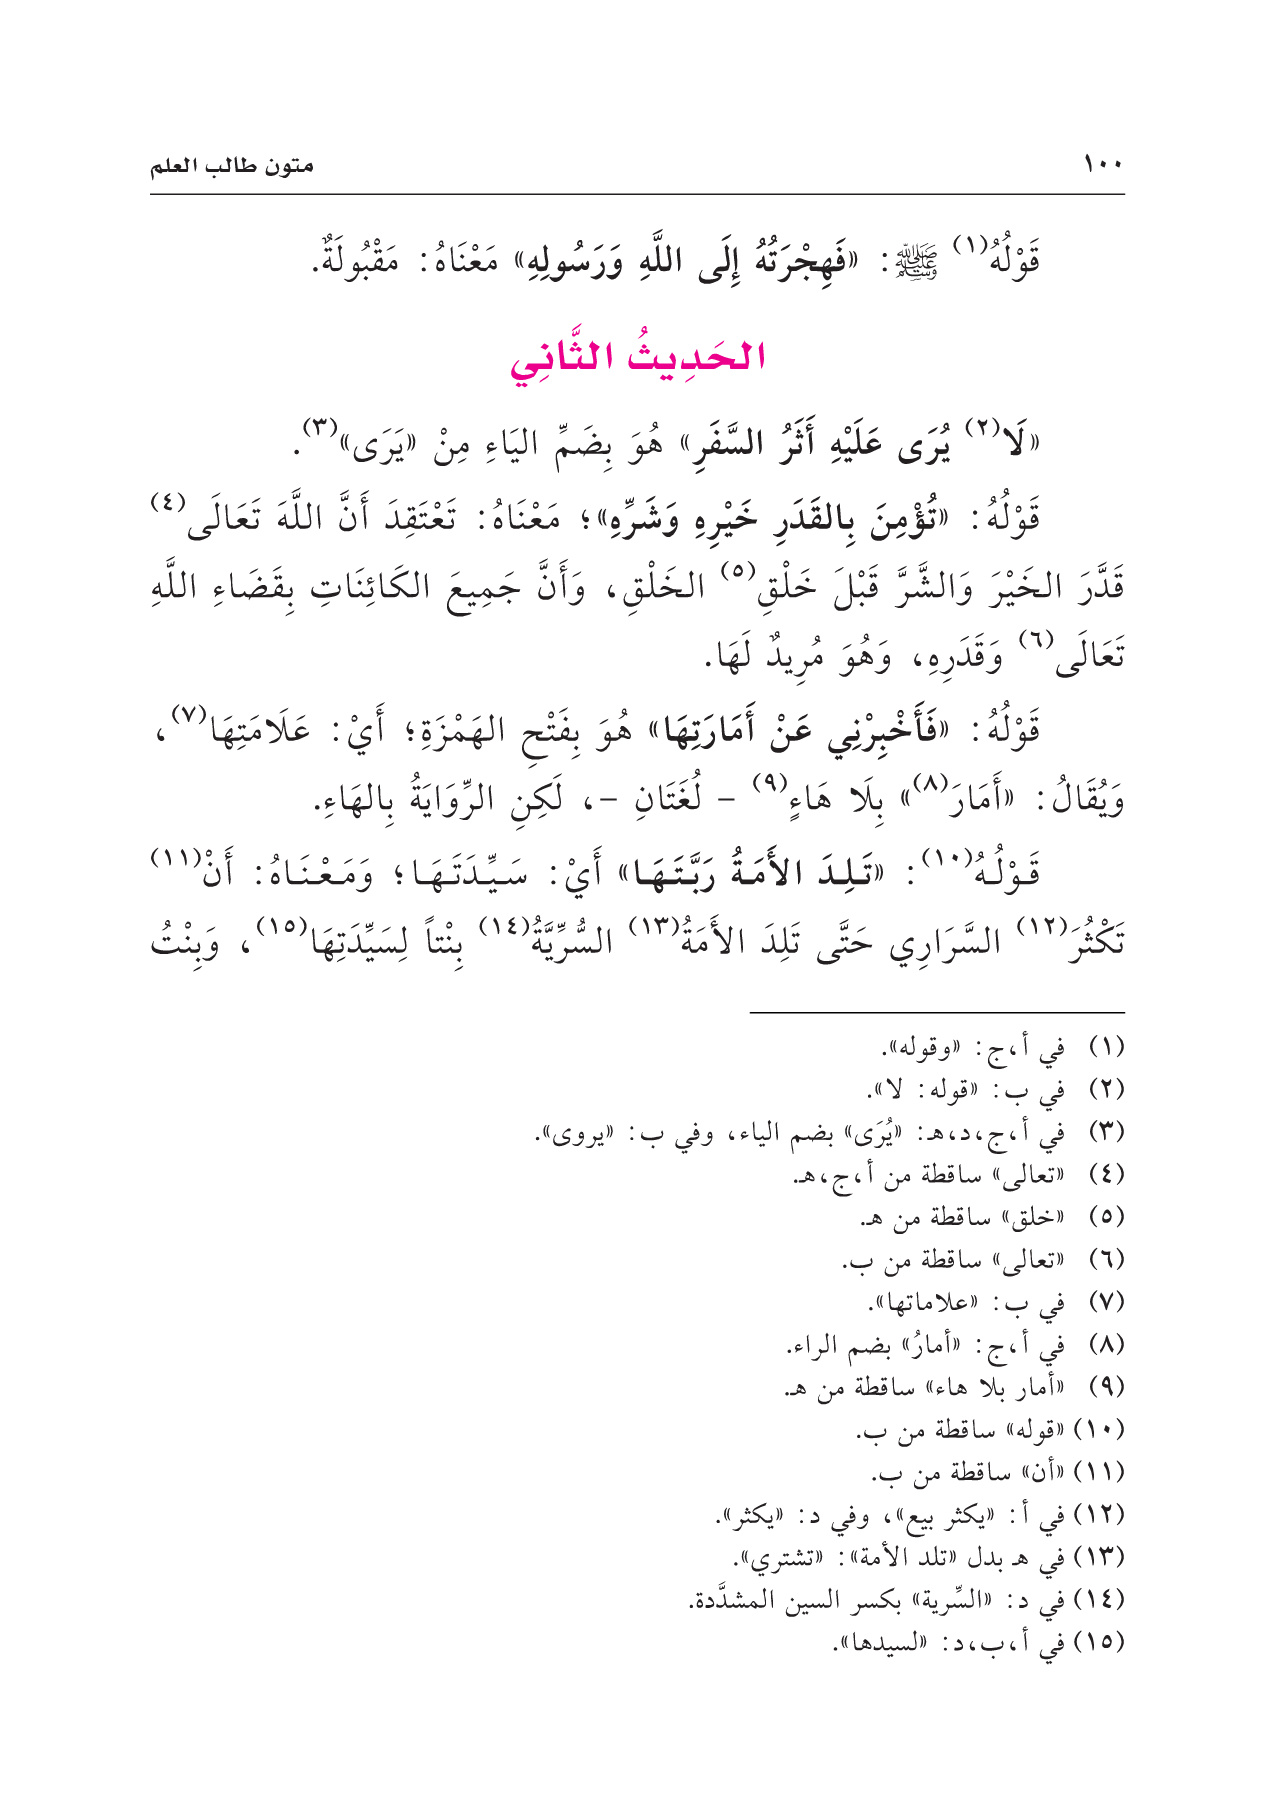 ١٠٠ متون طالب العلم
قَوْلُهُ(١) ﷺ: «فَهِجْرَتُهُ إِلَى اللَّهِ وَرَسُولِهِ» مَعْنَاهُ: مَقْبُولَةٌ.
الحَدِيثُ الثَّانِي
«لَا(٢) يُرَى عَلَيْهِ أَثَرُ السَّفَرِ» هُوَ بِضَمِّ اليَاءِ مِنْ «يَرَى»(٣).
قَوْلُهُ: «تُؤْمِنَ بِالقَدَرِ خَيْرِهِ وَشَرِّهِ»؛ مَعْنَاهُ: تَعْتَقِدَ أَنَّ اللَّهَ تَعَالَى(٤)
قَدَّرَ الخَيْرَ وَالشَّرَّ قَبْلَ خَلْقِ(٥) الخَلْقِ، وَأَنَّ جَمِيعَ الكَائِنَاتِ بِقَضَاءِ اللَّهِ
تَعَالَى(٦) وَقَدَرِهِ، وَهُوَ مُرِيدٌ لَهَا.
قَوْلُهُ: «فَأَخْبِرْنِي عَنْ أَمَارَتِهَا» هُوَ بِفَتْحِ الهَمْزَةِ؛ أَيْ: عَلَامَتِهَا(٧)،
وَيُقَالُ: «أَمَارَ(٨)» بِلَا هَاءٍ(٩) - لُغَتَانِ -، لَكِنِ الرِّوَايَةُ بِالهَاءِ.
قَوْلُهُ(١٠): «تَلِدَ الأَمَةُ رَبَّتَهَا» أَيْ: سَيِّدَتَهَا؛ وَمَعْنَاهُ: أَنْ(١١)
تَكْثُرَ(١٢) السَّرَارِي حَتَّى تَلِدَ الأَمَةُ(١٣) السُّرِّيَّةُ(١٤) بِنْتاً لِسَيِّدَتِهَا(١٥)، وَبِنْتُ
(١) في أ،ج: «وقوله».
(٢) في ب: «قوله: لا».
(٣) في أ،ج،د،هـ: «يُرَى» بضم الياء، وفي ب: «يروى».
(٤) «تعالى» ساقطة من أ،ج،هـ.
(٥) «خلق» ساقطة من هـ.
(٦) «تعالى» ساقطة من ب.
(٧) في ب: «علاماتها».
(٨) في أ،ج: «أمارُ» بضم الراء.
(٩) «أمار بلا هاء» ساقطة من هـ.
(١٠) «قوله» ساقطة من ب.
(١١) «أن» ساقطة من ب.
(١٢) في أ: «يكثر بيع»، وفي د: «يكثر».
(١٣) في هـ بدل «تلد الأمة»: «تشتري».
(١٤) في د: «السِّرية» بكسر السين المشدَّدة.
(١٥) في أ،ب،د: «لسيدها».